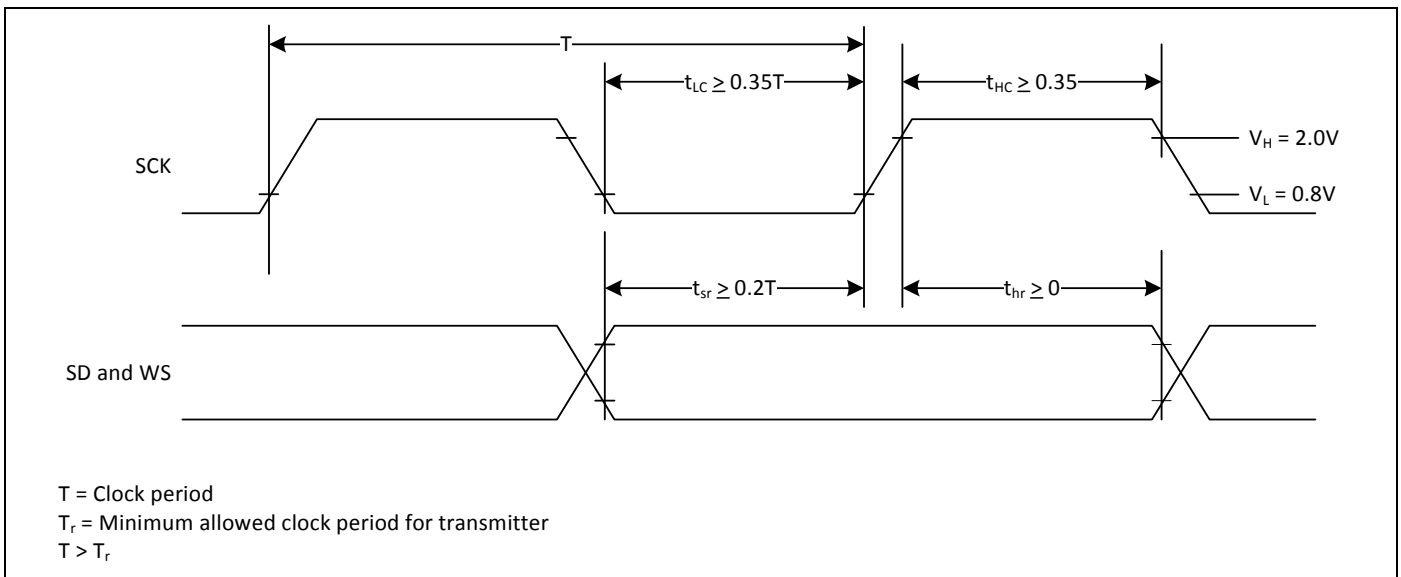 T
t_LC ≥ 0.35T
t_HC ≥ 0.35
V_H = 2.0V
SCK
V_L = 0.8V
t_sr ≥ 0.2T
t_hr ≥ 0
SD and WS
T = Clock period
T_r = Minimum allowed clock period for transmitter
T > T_r